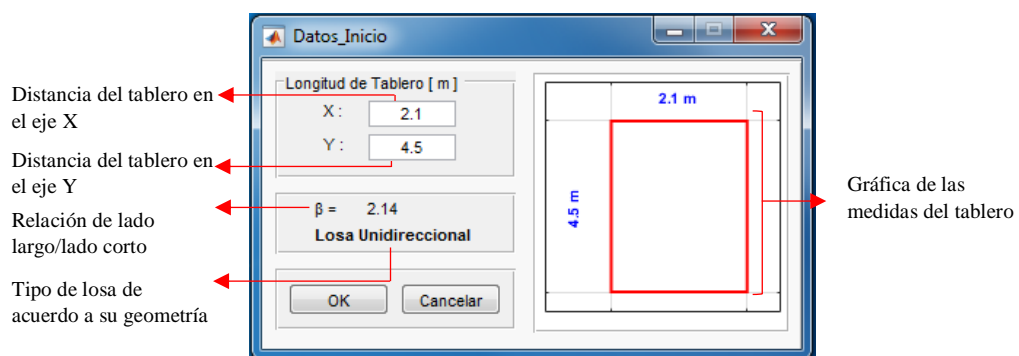 Datos_Inicio
Distancia del tablero en
el eje X
Distancia del tablero en
el eje Y
Relación de lado
largo/lado corto
Tipo de losa de
acuerdo a su geometría
Longitud de Tablero [ m ]
X :
2.1
Y :
4.5
β = 2.14
Losa Unidireccional
OK
Cancelar
2.1 m
4.5 m
Gráfica de las
medidas del tablero